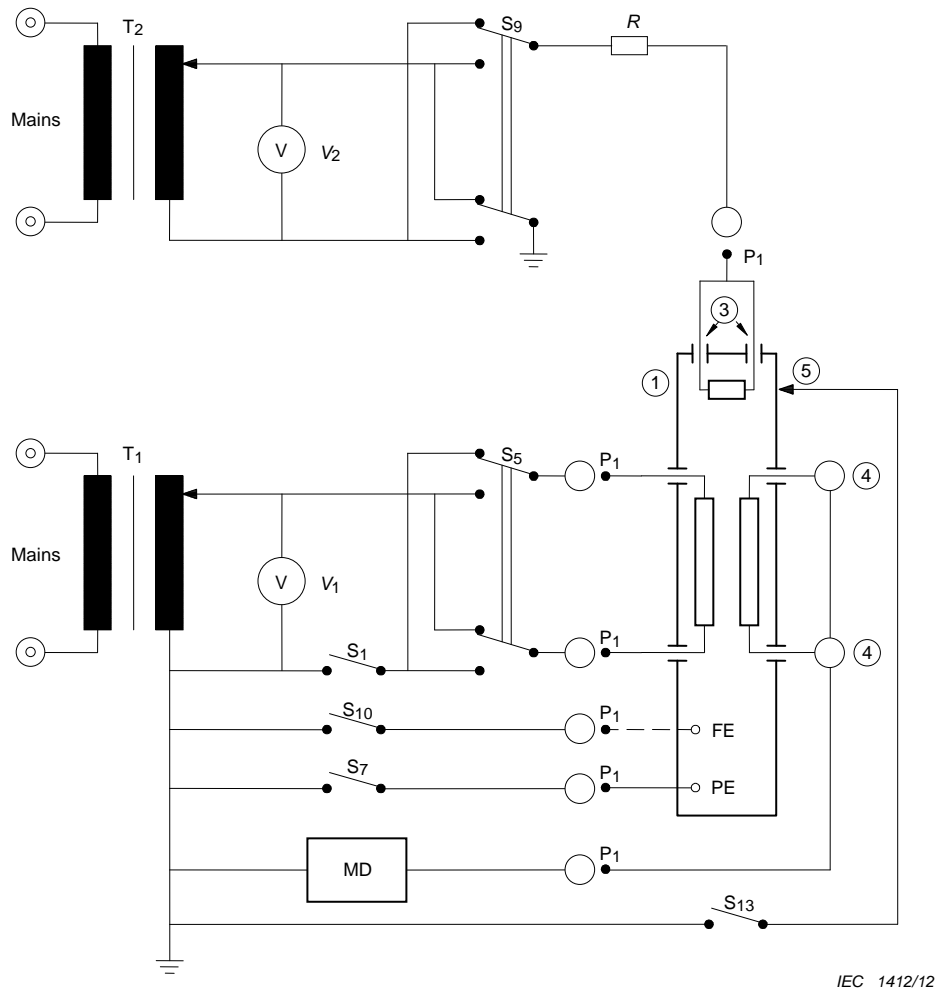 T2
S9
R
Mains
V
V2
P1
3
1
5
T1
S5
P1
4
Mains
V
V1
S1
P1
4
S10
P1
FE
S7
P1
PE
MD
P1
S13
IEC 1412/12